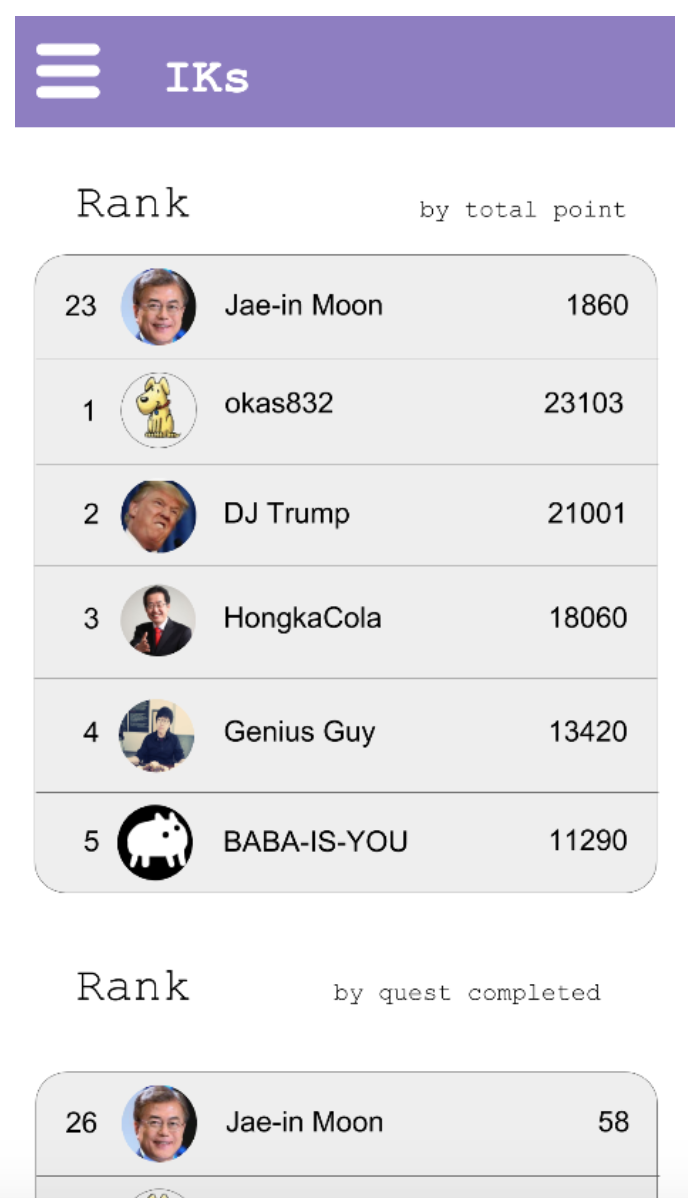 IKs
Rank by total point
23 Jae-in Moon 1860
1 okas832 23103
2 DJ Trump 21001
3 HongkaCola 18060
4 Genius Guy 13420
5 BABA-IS-YOU 11290
Rank by quest completed
26 Jae-in Moon 58